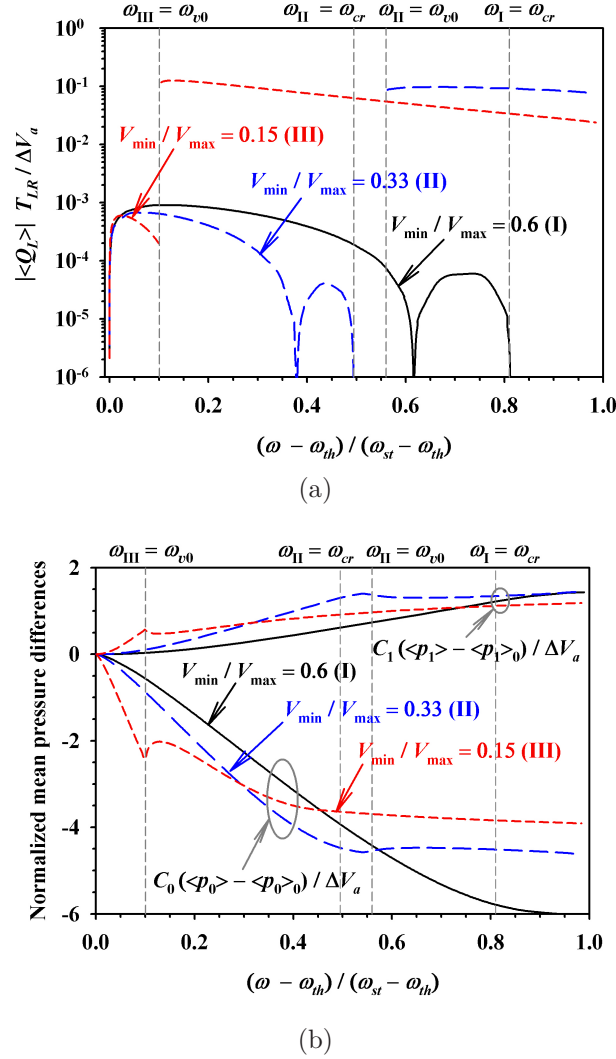 ω_III = ω_v0 ω_II = ω_cr ω_II = ω_v0 ω_I = ω_cr
10^0
10^-1
10^-2
10^-3
10^-4
10^-5
10^-6
|<Q_L>| T_LR / ΔV_a
V_min / V_max = 0.15 (III)
V_min / V_max = 0.33 (II)
V_min / V_max = 0.6 (I)
0.0 0.2 0.4 0.6 0.8 1.0
(ω − ω_th) / (ω_st − ω_th)
(a)
ω_III = ω_v0 ω_II = ω_cr ω_II = ω_v0 ω_I = ω_cr
2
0
-2
-4
-6
Normalized mean pressure differences
C_1 (<p_1> − <p_1>_0) / ΔV_a
V_min / V_max = 0.6 (I)
V_min / V_max = 0.33 (II)
V_min / V_max = 0.15 (III)
C_0 (<p_0> − <p_0>_0) / ΔV_a
0.0 0.2 0.4 0.6 0.8 1.0
(ω − ω_th) / (ω_st − ω_th)
(b)